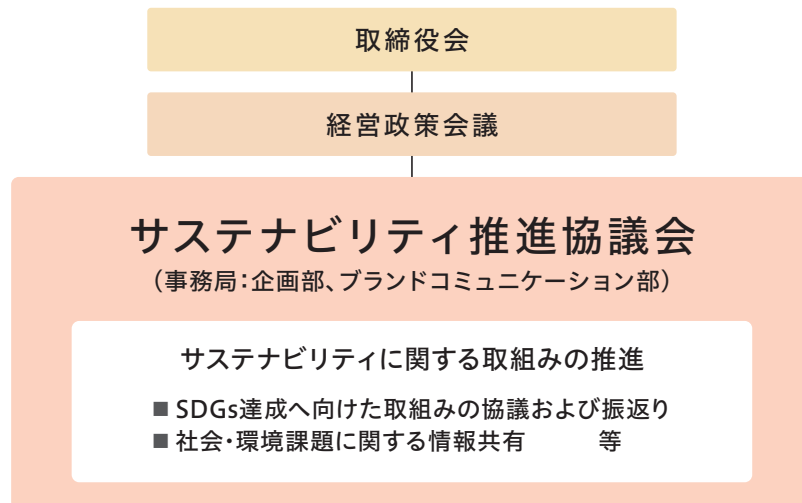 取締役会
経営政策会議
サステナビリティ推進協議会
（事務局：企画部、ブランドコミュニケーション部）
サステナビリティに関する取組みの推進
■ SDGs達成へ向けた取組みの協議および振返り
■ 社会・環境課題に関する情報共有　　　等